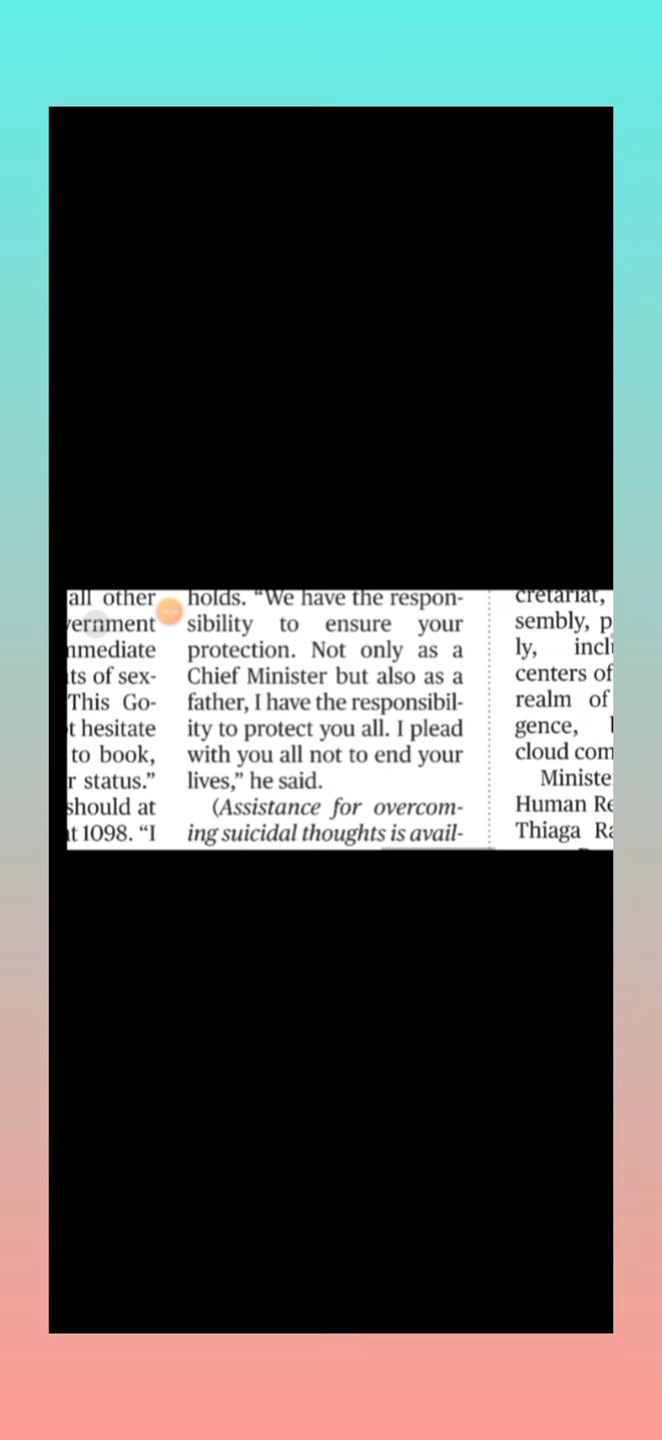 all other
ernment
mediate
ts of sex-
This Go-
t hesitate
to book,
r status.”
should at
t 1098. “I
holds. “We have the respon-
sibility to ensure your
protection. Not only as a
Chief Minister but also as a
father, I have the responsibil-
ity to protect you all. I plead
with you all not to end your
lives,” he said.
(Assistance for overcom-
ing suicidal thoughts is avail-
cretariat,
sembly, p
ly, incl
centers of
realm of
gence,
cloud com
Ministe
Human Re
Thiaga Ra